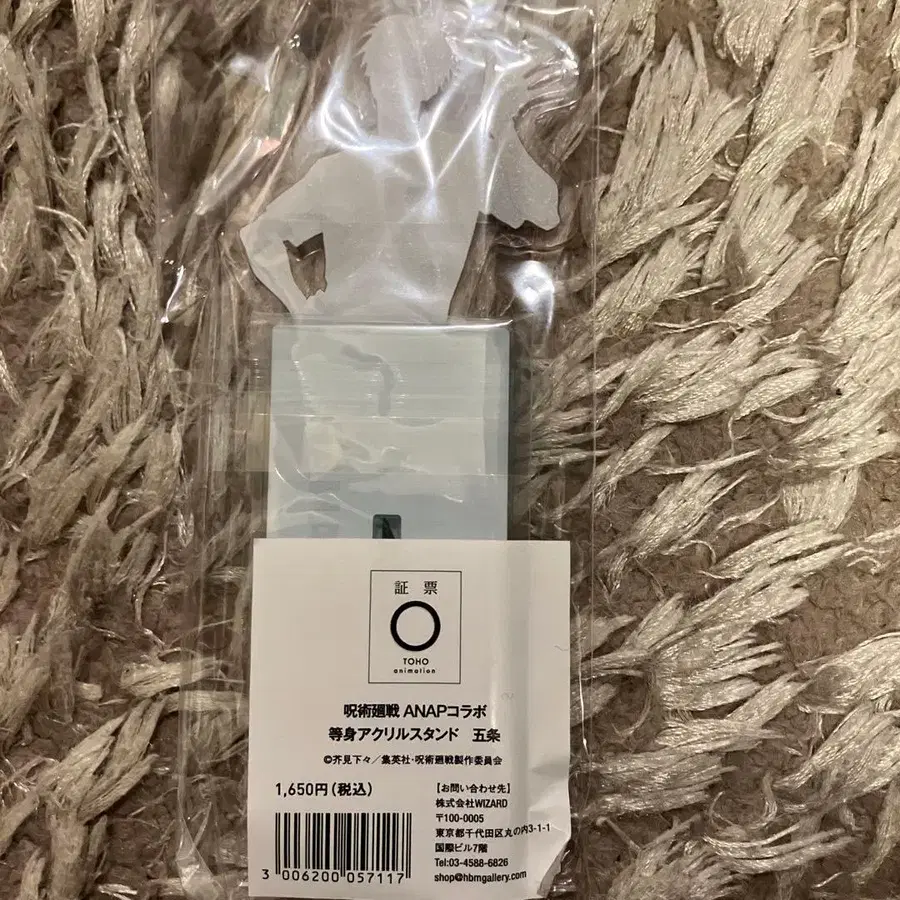 証 票
TOHO
animation
呪術廻戦 ANAPコラボ
等身アクリルスタンド 五条
©芥見下々／集英社・呪術廻戦製作委員会
1,650円(税込)
【お問い合わせ先】
株式会社WIZARD
〒100-0005
東京都千代田区丸の内3-1-1
国際ビル7階
Tel:03-4588-6826
shop@hbmgallery.com
3 006200 057117